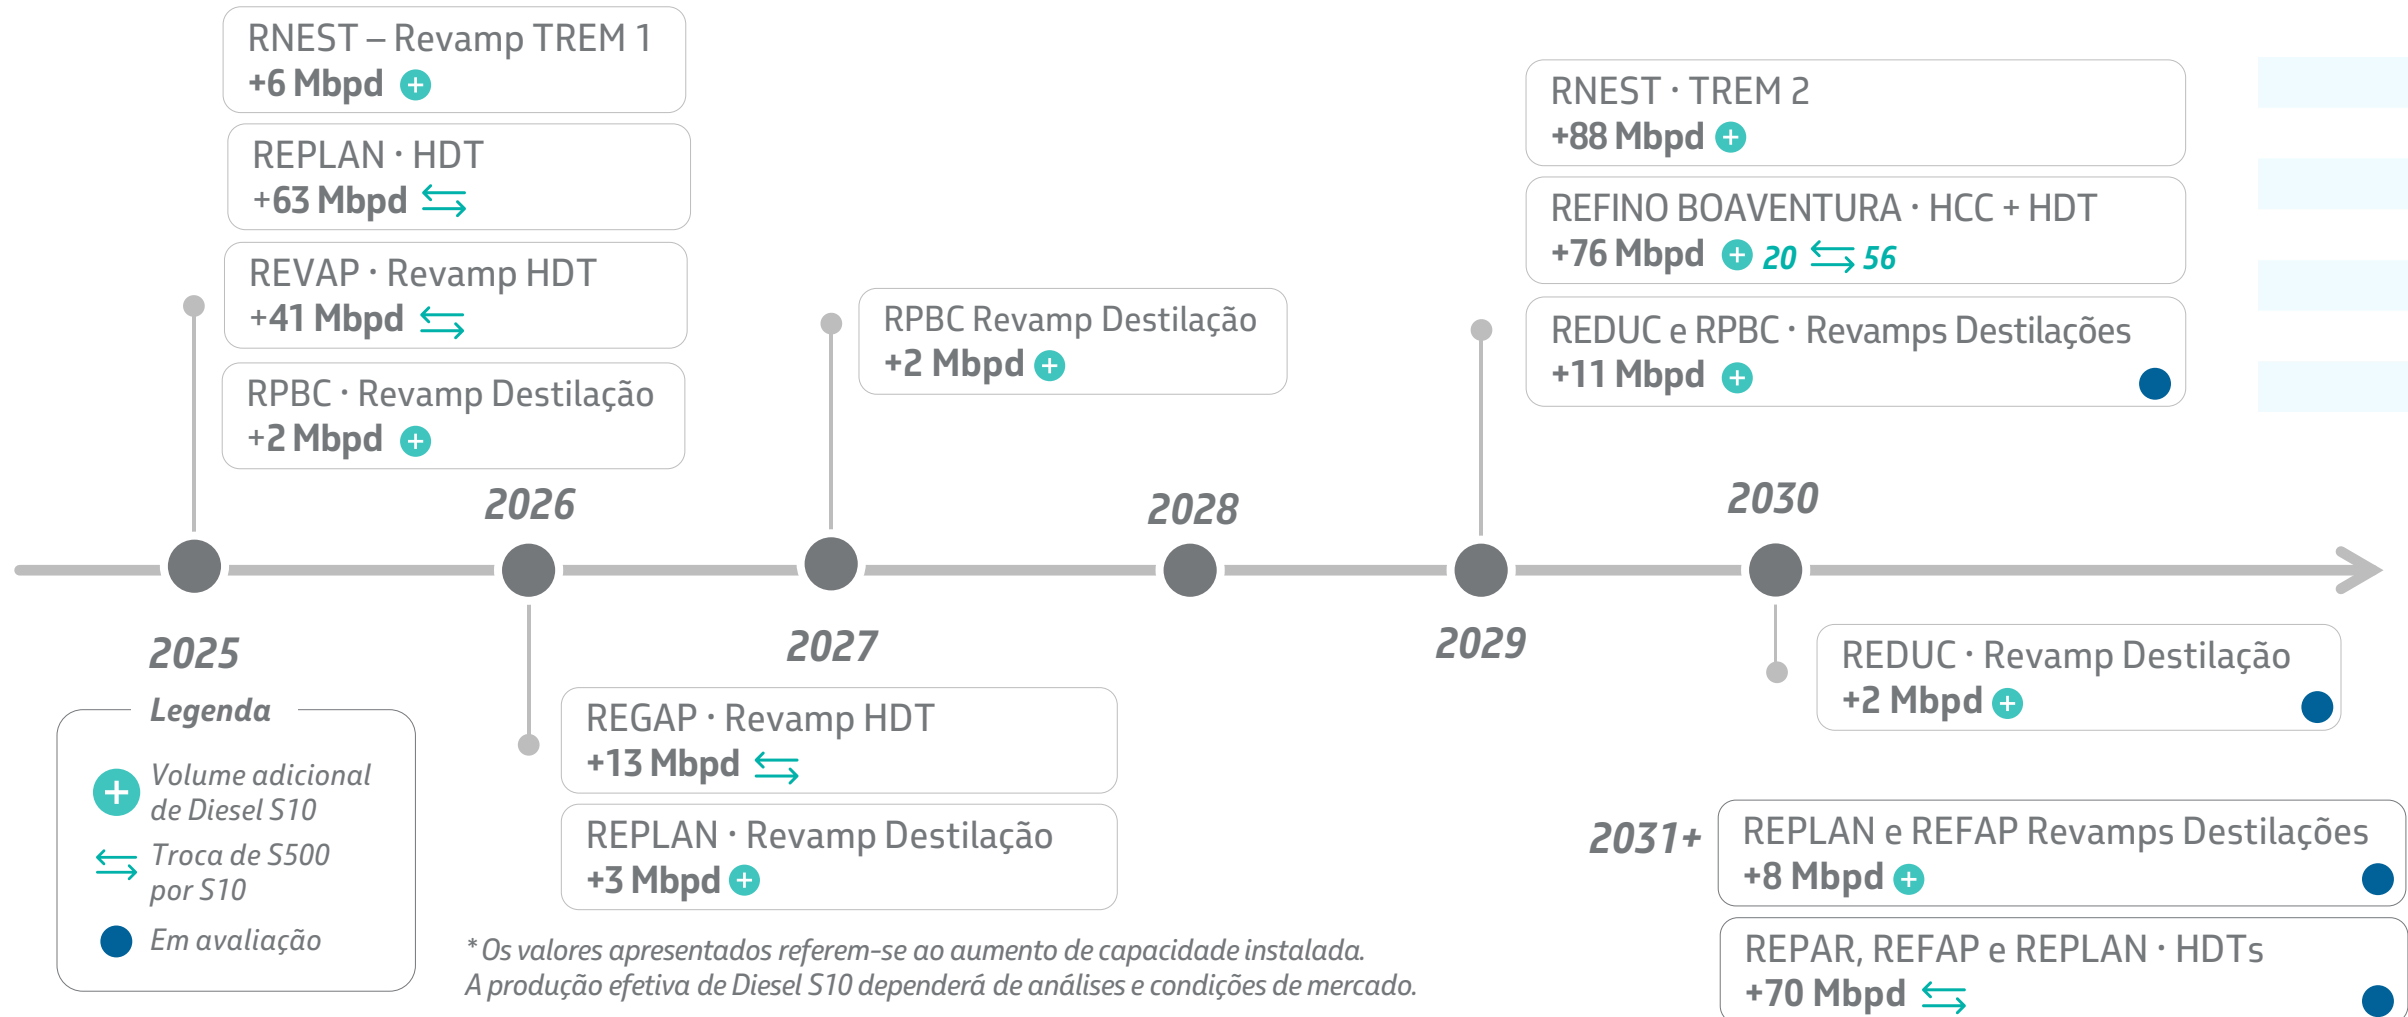 RNEST – Revamp TREM 1
+6 Mbpd +
REPLAN · HDT
+63 Mbpd
REVAP · Revamp HDT
+41 Mbpd
RPBC · Revamp Destilação
+2 Mbpd +
2025
2026
REGAP · Revamp HDT
+13 Mbpd
REPLAN · Revamp Destilação
+3 Mbpd +
RPBC Revamp Destilação
+2 Mbpd +
2027
2028
RNEST · TREM 2
+88 Mbpd +
REFINO BOAVENTURA · HCC + HDT
+76 Mbpd + 20 56
REDUC e RPBC · Revamps Destilações
+11 Mbpd +
2029
2030
REDUC · Revamp Destilação
+2 Mbpd +
2031+
REPLAN e REFAP Revamps Destilações
+8 Mbpd +
REPAR, REFAP e REPLAN · HDTs
+70 Mbpd
Legenda
+ Volume adicional
de Diesel S10
Troca de S500
por S10
Em avaliação
* Os valores apresentados referem-se ao aumento de capacidade instalada.
A produção efetiva de Diesel S10 dependerá de análises e condições de mercado.